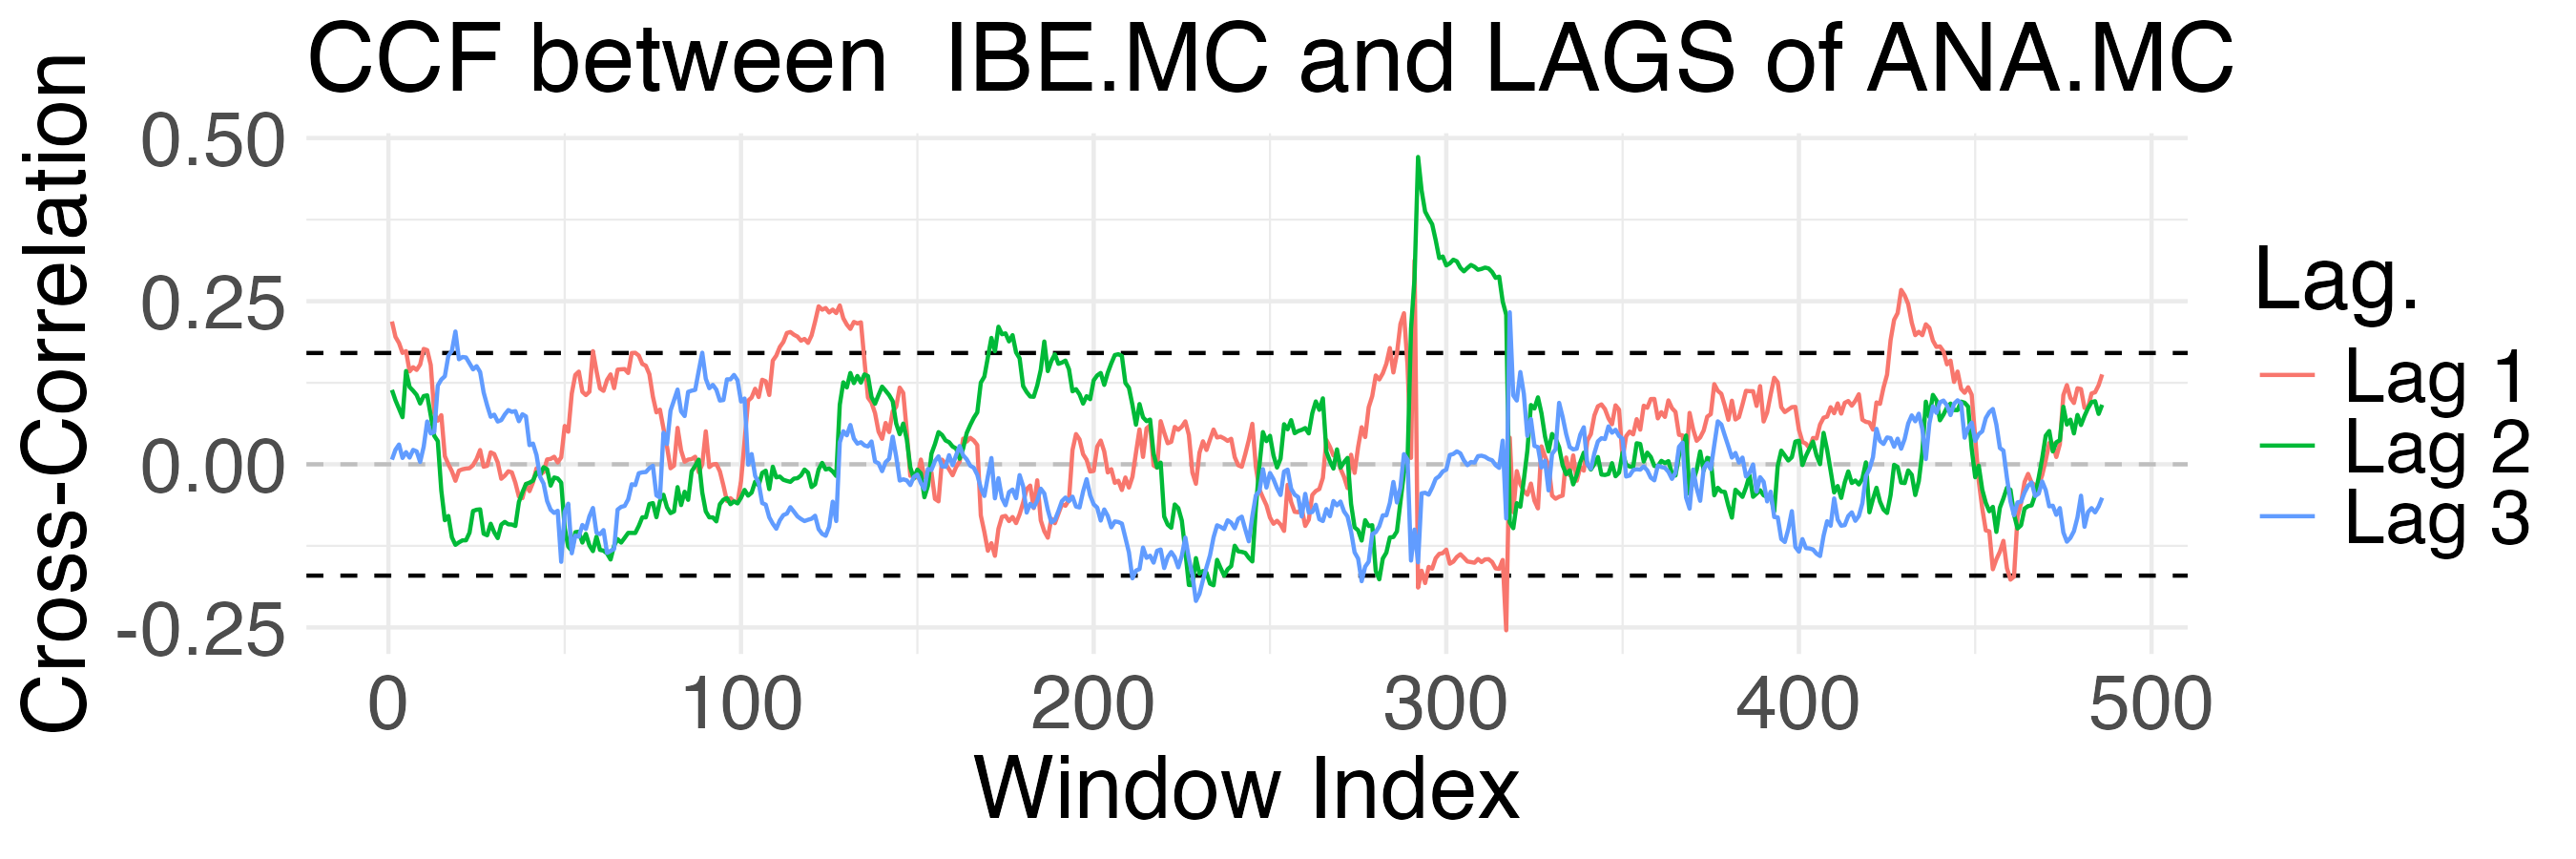 CCF between IBE.MC and LAGS of ANA.MC
Cross-Correlation
0.50
0.25
0.00
-0.25
0 100 200 300 400 500
Window Index
Lag.
Lag 1
Lag 2
Lag 3